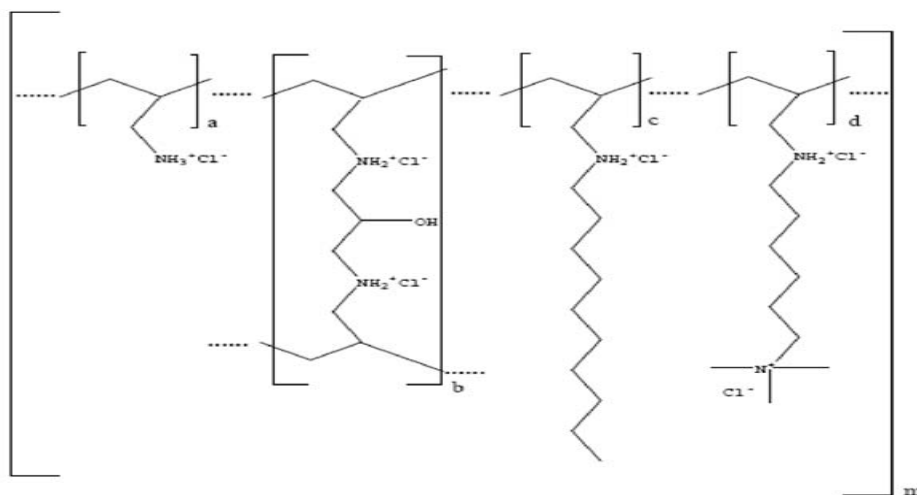 a
c
d
NH₃⁺Cl⁻
NH₂⁺Cl⁻
NH₂⁺Cl⁻
NH₂⁺Cl⁻
OH
NH₂⁺Cl⁻
N⁺
Cl⁻
b
m